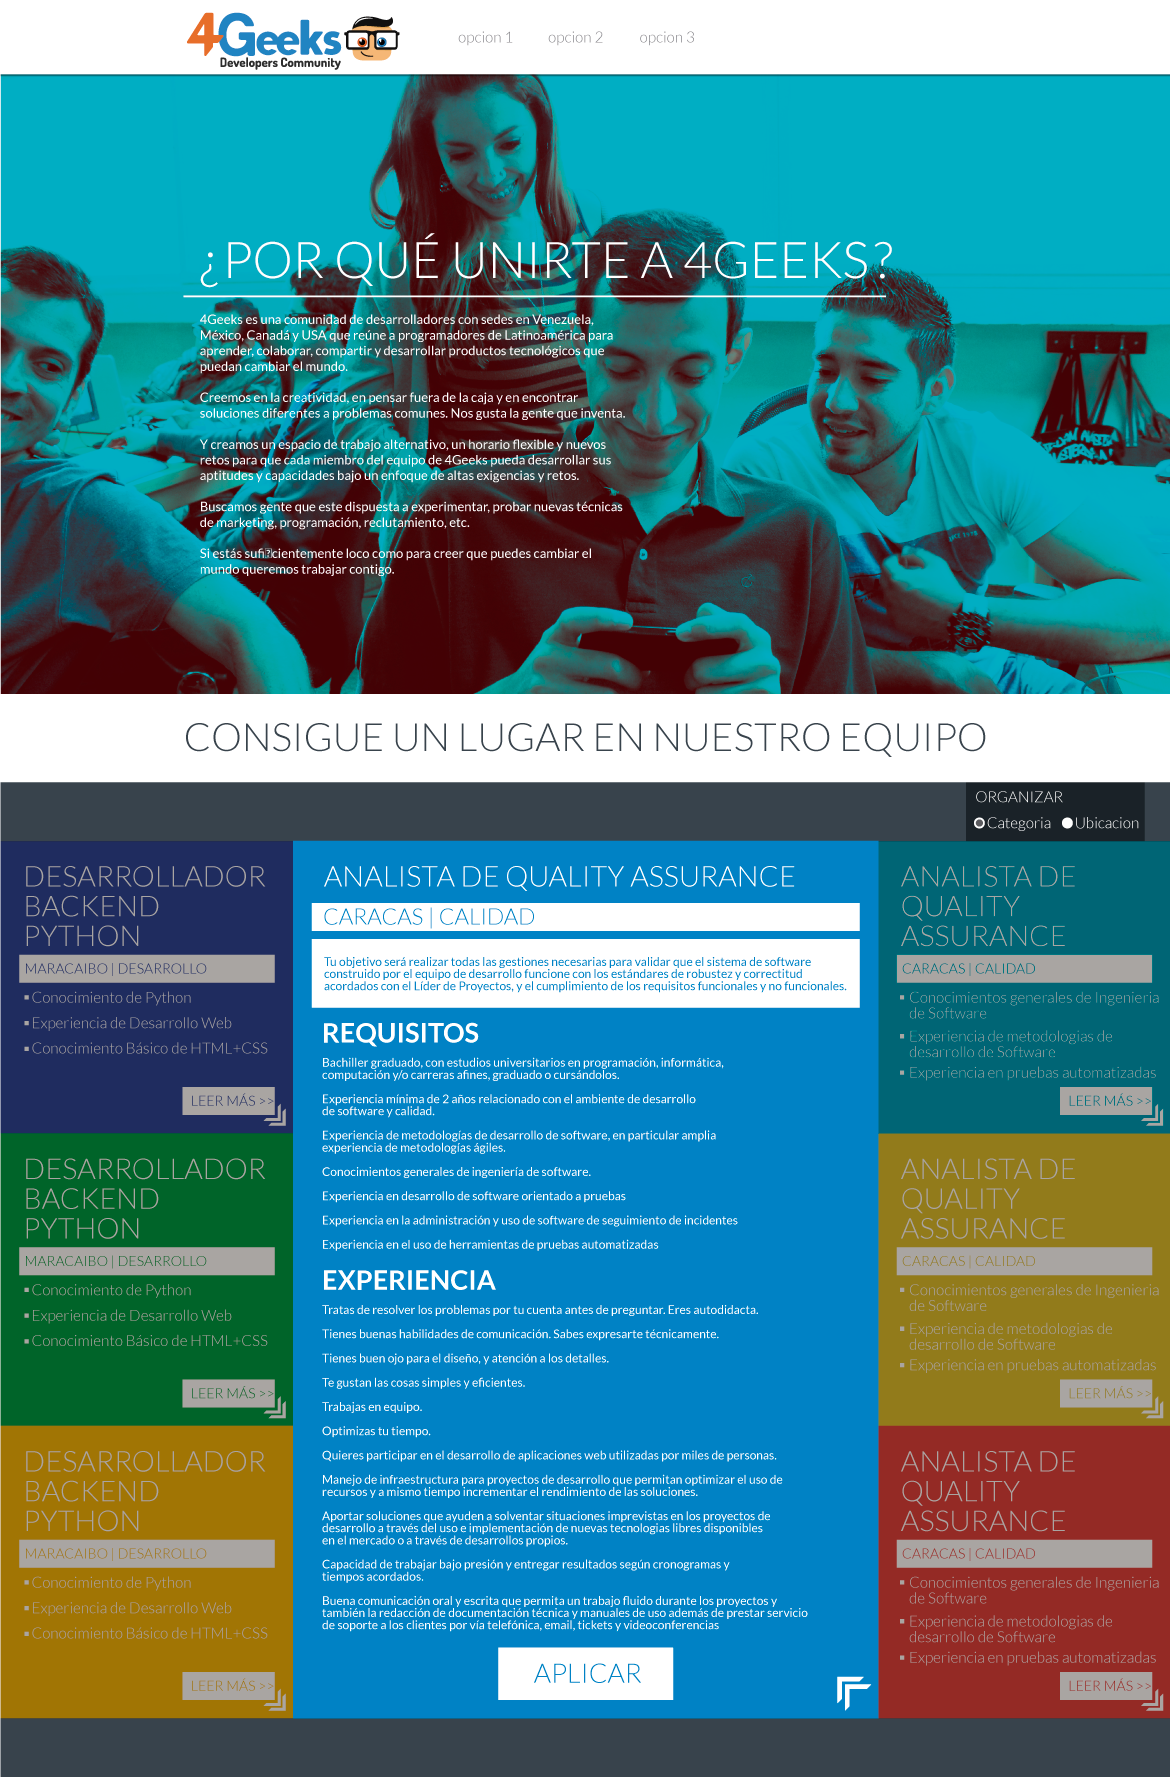 4Geeks
Developers Community
opcion 1
opcion 2
opcion 3
¿POR QUÉ UNIRTE A 4GEEKS?
4Geeks es una comunidad de desarrolladores con sedes en Venezuela,
México, Canadá y USA que reúne a programadores de Latinoamérica para
aprender, colaborar, compartir y desarrollar productos tecnológicos que
puedan cambiar el mundo.
Creemos en la creatividad, en pensar fuera de la caja y en encontrar
soluciones diferentes a problemas comunes. Nos gusta la gente que inventa.
Y creamos un espacio de trabajo alternativo, un horario flexible y nuevos
retos para que cada miembro del equipo de 4Geeks pueda desarrollar sus
aptitudes y capacidades bajo un enfoque de altas exigencias y retos.
Buscamos gente que este dispuesta a experimentar, probar nuevas técnicas
de marketing, programación, reclutamiento, etc.
Si estás suficientemente loco como para creer que puedes cambiar el
mundo queremos trabajar contigo.
CONSIGUE UN LUGAR EN NUESTRO EQUIPO
ORGANIZAR
Categoria
Ubicacion
DESARROLLADOR
BACKEND
PYTHON
MARACAIBO | DESARROLLO
Conocimiento de Python
Experiencia de Desarrollo Web
Conocimiento Básico de HTML+CSS
LEER MÁS >>
DESARROLLADOR
BACKEND
PYTHON
MARACAIBO | DESARROLLO
Conocimiento de Python
Experiencia de Desarrollo Web
Conocimiento Básico de HTML+CSS
LEER MÁS >>
DESARROLLADOR
BACKEND
PYTHON
MARACAIBO | DESARROLLO
Conocimiento de Python
Experiencia de Desarrollo Web
Conocimiento Básico de HTML+CSS
LEER MÁS >>
ANALISTA DE QUALITY ASSURANCE
CARACAS | CALIDAD
Tu objetivo será realizar todas las gestiones necesarias para validar que el sistema de software
construido por el equipo de desarrollo funcione con los estándares de robustez y correctitud
acordados con el Líder de Proyectos, y el cumplimiento de los requisitos funcionales y no funcionales.
REQUISITOS
Bachiller graduado, con estudios universitarios en programación, informática,
computación y/o carreras afines, graduado o cursándolos.
Experiencia mínima de 2 años relacionado con el ambiente de desarrollo
de software y calidad.
Experiencia de metodologías de desarrollo de software, en particular amplia
experiencia de metodologías ágiles.
Conocimientos generales de ingeniería de software.
Experiencia en desarrollo de software orientado a pruebas
Experiencia en la administración y uso de software de seguimiento de incidentes
Experiencia en el uso de herramientas de pruebas automatizadas
EXPERIENCIA
Tratas de resolver los problemas por tu cuenta antes de preguntar. Eres autodidacta.
Tienes buenas habilidades de comunicación. Sabes expresarte técnicamente.
Tienes buen ojo para el diseño, y atención a los detalles.
Te gustan las cosas simples y eficientes.
Trabajas en equipo.
Optimizas tu tiempo.
Quieres participar en el desarrollo de aplicaciones web utilizadas por miles de personas.
Manejo de infraestructura para proyectos de desarrollo que permitan optimizar el uso de
recursos y a mismo tiempo incrementar el rendimiento de las soluciones.
Aportar soluciones que ayuden a solventar situaciones imprevistas en los proyectos de
desarrollo a través del uso e implementación de nuevas tecnologias libres disponibles
en el mercado o a través de desarrollos propios.
Capacidad de trabajar bajo presión y entregar resultados según cronogramas y
tiempos acordados.
Buena comunicación oral y escrita que permita un trabajo fluido durante los proyectos y
también la redacción de documentación técnica y manuales de uso además de prestar servicio
de soporte a los clientes por vía telefónica, email, tickets y videoconferencias
APLICAR
ANALISTA DE
QUALITY
ASSURANCE
CARACAS | CALIDAD
Conocimientos generales de Ingenieria
de Software
Experiencia de metodologias de
desarrollo de Software
Experiencia en pruebas automatizadas
LEER MÁS >>
ANALISTA DE
QUALITY
ASSURANCE
CARACAS | CALIDAD
Conocimientos generales de Ingenieria
de Software
Experiencia de metodologias de
desarrollo de Software
Experiencia en pruebas automatizadas
LEER MÁS >>
ANALISTA DE
QUALITY
ASSURANCE
CARACAS | CALIDAD
Conocimientos generales de Ingenieria
de Software
Experiencia de metodologias de
desarrollo de Software
Experiencia en pruebas automatizadas
LEER MÁS >>